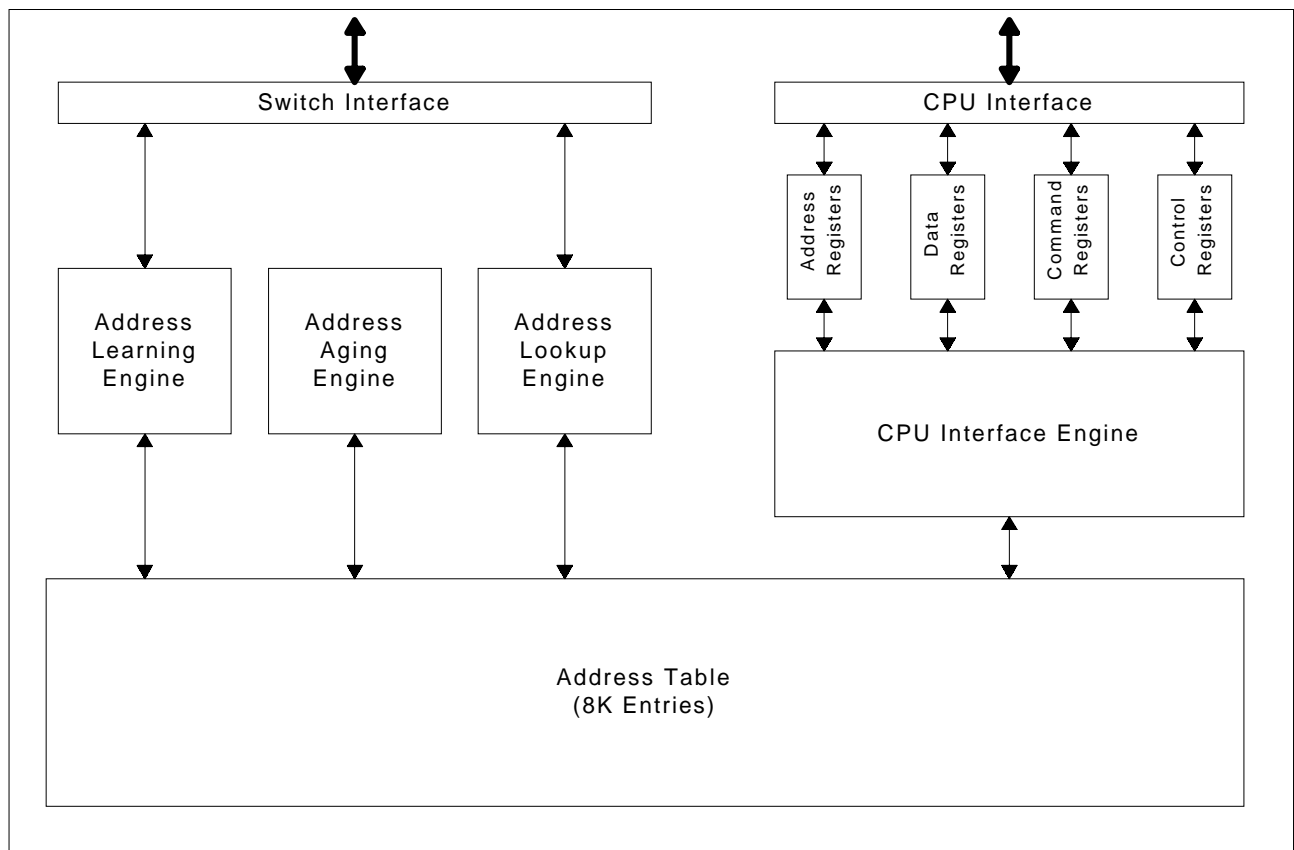 Switch Interface
CPU Interface
Address
Registers
Data
Registers
Command
Registers
Control
Registers
Address
Learning
Engine
Address
Aging
Engine
Address
Lookup
Engine
CPU Interface Engine
Address Table
(8K Entries)